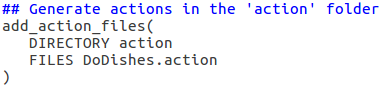 ## Generate actions in the 'action' folder
add_action_files(
   DIRECTORY action
   FILES DoDishes.action
)